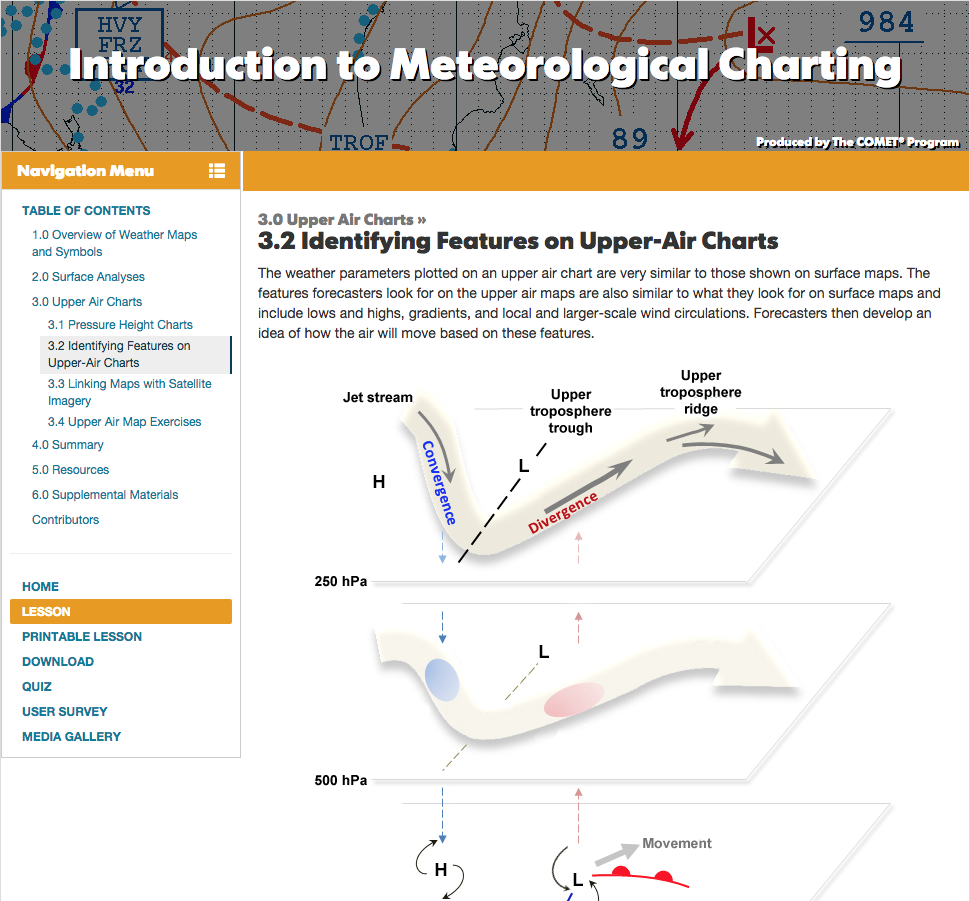 HVY
FRZ
32
984
Introduction to Meteorological Charting
TROF
89
Produced by The COMET® Program
Navigation Menu
TABLE OF CONTENTS
1.0 Overview of Weather Maps
and Symbols
2.0 Surface Analyses
3.0 Upper Air Charts
3.1 Pressure Height Charts
3.2 Identifying Features on
Upper-Air Charts
3.3 Linking Maps with Satellite
Imagery
3.4 Upper Air Map Exercises
4.0 Summary
5.0 Resources
6.0 Supplemental Materials
Contributors
HOME
LESSON
PRINTABLE LESSON
DOWNLOAD
QUIZ
USER SURVEY
MEDIA GALLERY
3.0 Upper Air Charts »
3.2 Identifying Features on Upper-Air Charts
The weather parameters plotted on an upper air chart are very similar to those shown on surface maps. The
features forecasters look for on the upper air maps are also similar to what they look for on surface maps and
include lows and highs, gradients, and local and larger-scale wind circulations. Forecasters then develop an
idea of how the air will move based on these features.
Jet stream
Upper
troposphere
trough
Upper
troposphere
ridge
H
Convergence
L
Divergence
250 hPa
L
500 hPa
Movement
H
L